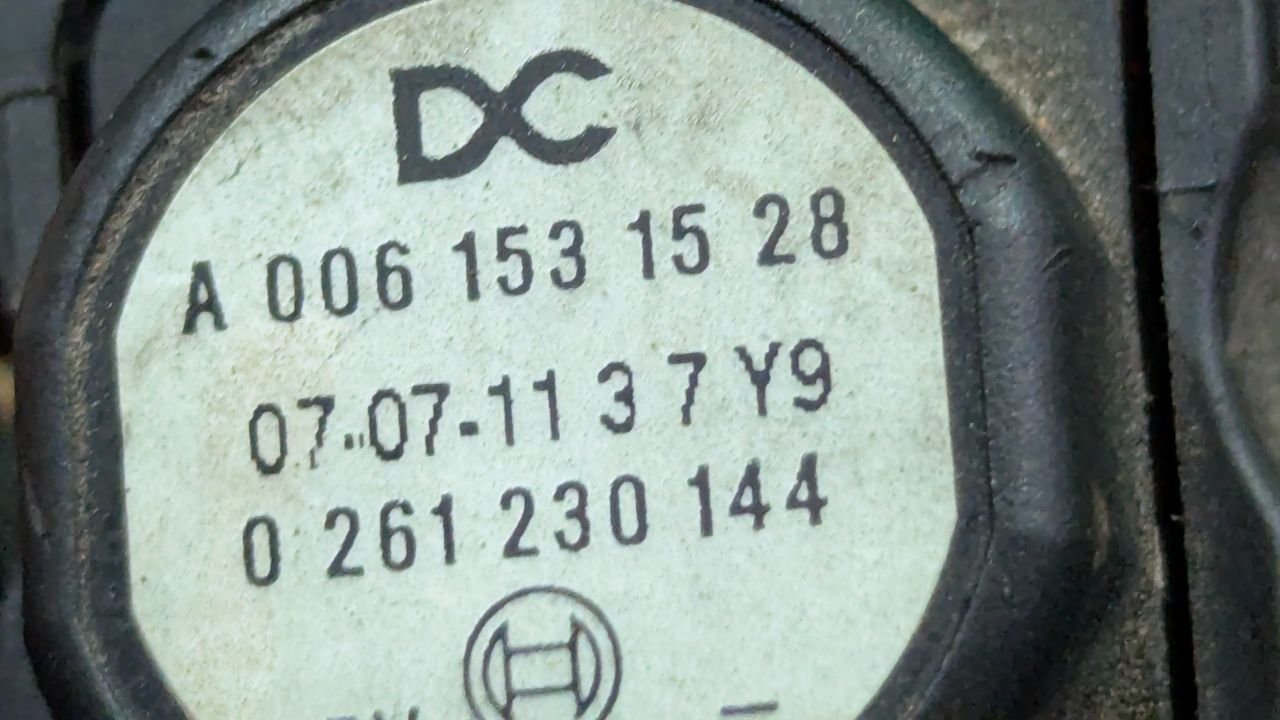 DC
A 006 153 15 28
07-07-11 3 7 Y9
0 261 230 144